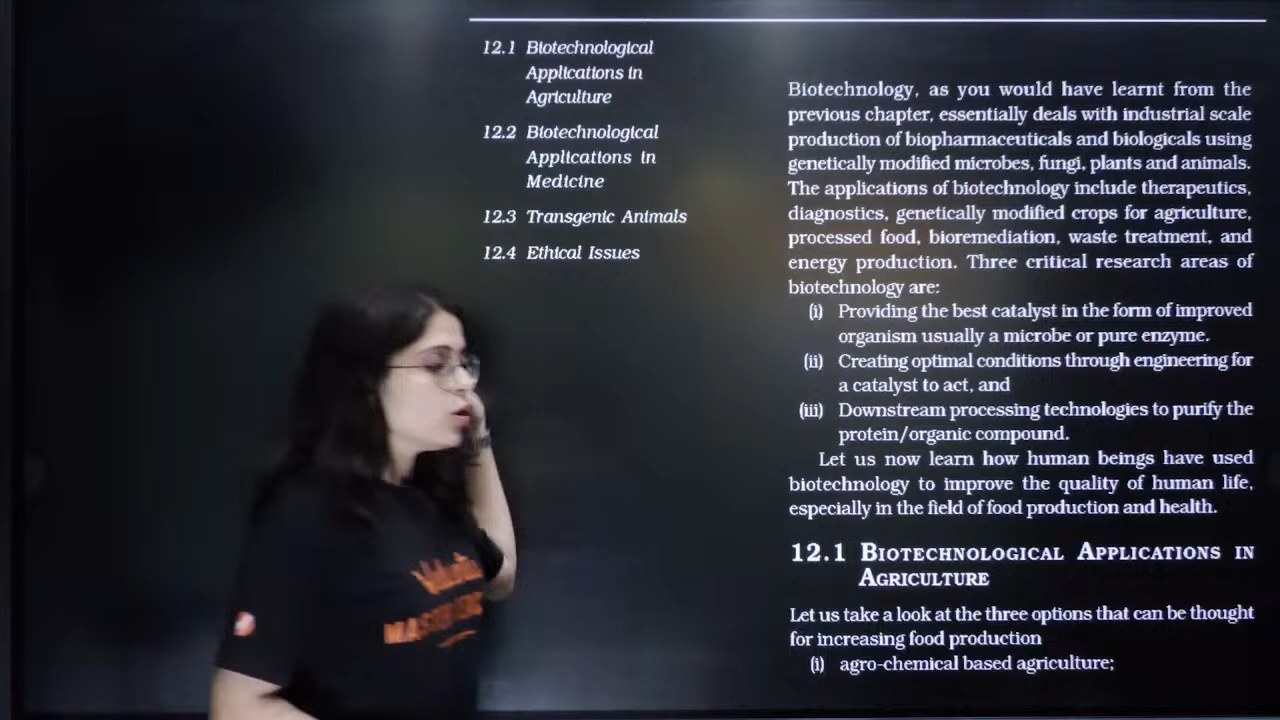 12.1 Biotechnological
Applications in
Agriculture
12.2 Biotechnological
Applications in
Medicine
12.3 Transgenic Animals
12.4 Ethical Issues
Biotechnology, as you would have learnt from the
previous chapter, essentially deals with industrial scale
production of biopharmaceuticals and biologicals using
genetically modified microbes, fungi, plants and animals.
The applications of biotechnology include therapeutics,
diagnostics, genetically modified crops for agriculture,
processed food, bioremediation, waste treatment, and
energy production. Three critical research areas of
biotechnology are:
(i) Providing the best catalyst in the form of improved
organism usually a microbe or pure enzyme.
(ii) Creating optimal conditions through engineering for
a catalyst to act, and
(iii) Downstream processing technologies to purify the
protein/organic compound.
Let us now learn how human beings have used
biotechnology to improve the quality of human life,
especially in the field of food production and health.
12.1 BIOTECHNOLOGICAL APPLICATIONS IN
AGRICULTURE
Let us take a look at the three options that can be thought
for increasing food production
(i) agro-chemical based agriculture;